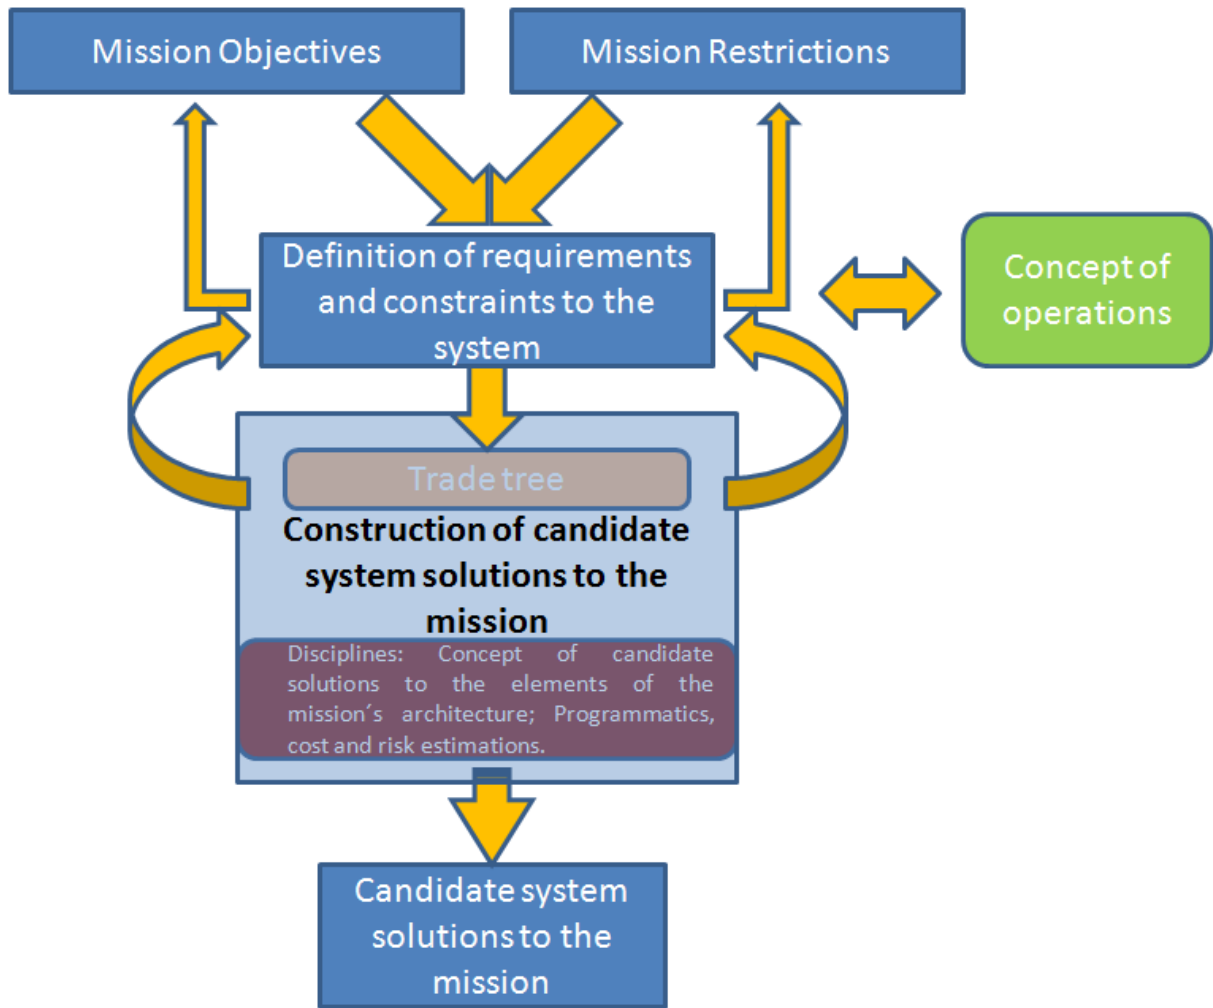 Mission Objectives
Mission Restrictions
Definition of requirements
and constraints to the
system
Concept of
operations
Trade tree
Construction of candidate
system solutions to the
mission
Disciplines: Concept of candidate
solutions to the elements of the
mission´s architecture; Programmatics,
cost and risk estimations.
Candidate system
solutions to the
mission